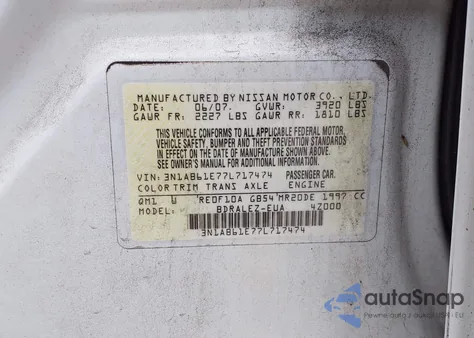 MANUFACTURED BY NISSAN MOTOR CO., LTD.
DATE: 06/07. GVWR: 3920 LBS
GAWR FR: 2227 LBS GAWR RR: 1810 LBS
THIS VEHICLE CONFORMS TO ALL APPLICABLE FEDERAL MOTOR
VEHICLE SAFETY, BUMPER AND THEFT PREVENTION STANDARDS
IN EFFECT ON THE DATE OF MANUFACTURE SHOWN ABOVE.
SEE OWNER'S MANUAL FOR ADDITIONAL INFORMATION.
VIN: 3N1AB61E77L717474 PASSENGER CAR.
COLOR TRIM TRANS AXLE ENGINE
QM1 W RE0F10A GB54 MR20DE 1997 CC
MODEL: BDRALEZ-EUA 4Z000
3N1AB61E77L717474
autoSnap